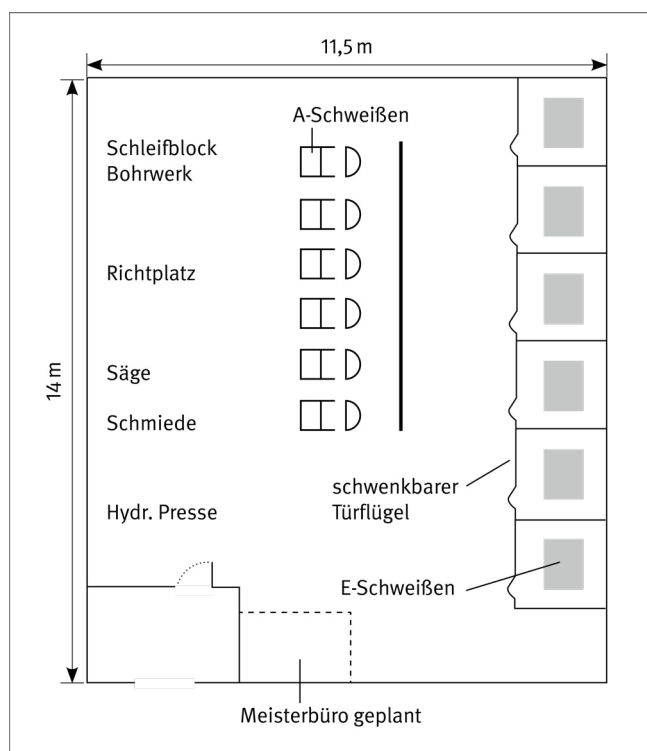 11,5 m
A-Schweißen
Schleifblock
Bohrwerk
Richtplatz
14 m
Säge
Schmiede
schwenkbarer
Türflügel
Hydr. Presse
E-Schweißen
Meisterbüro geplant